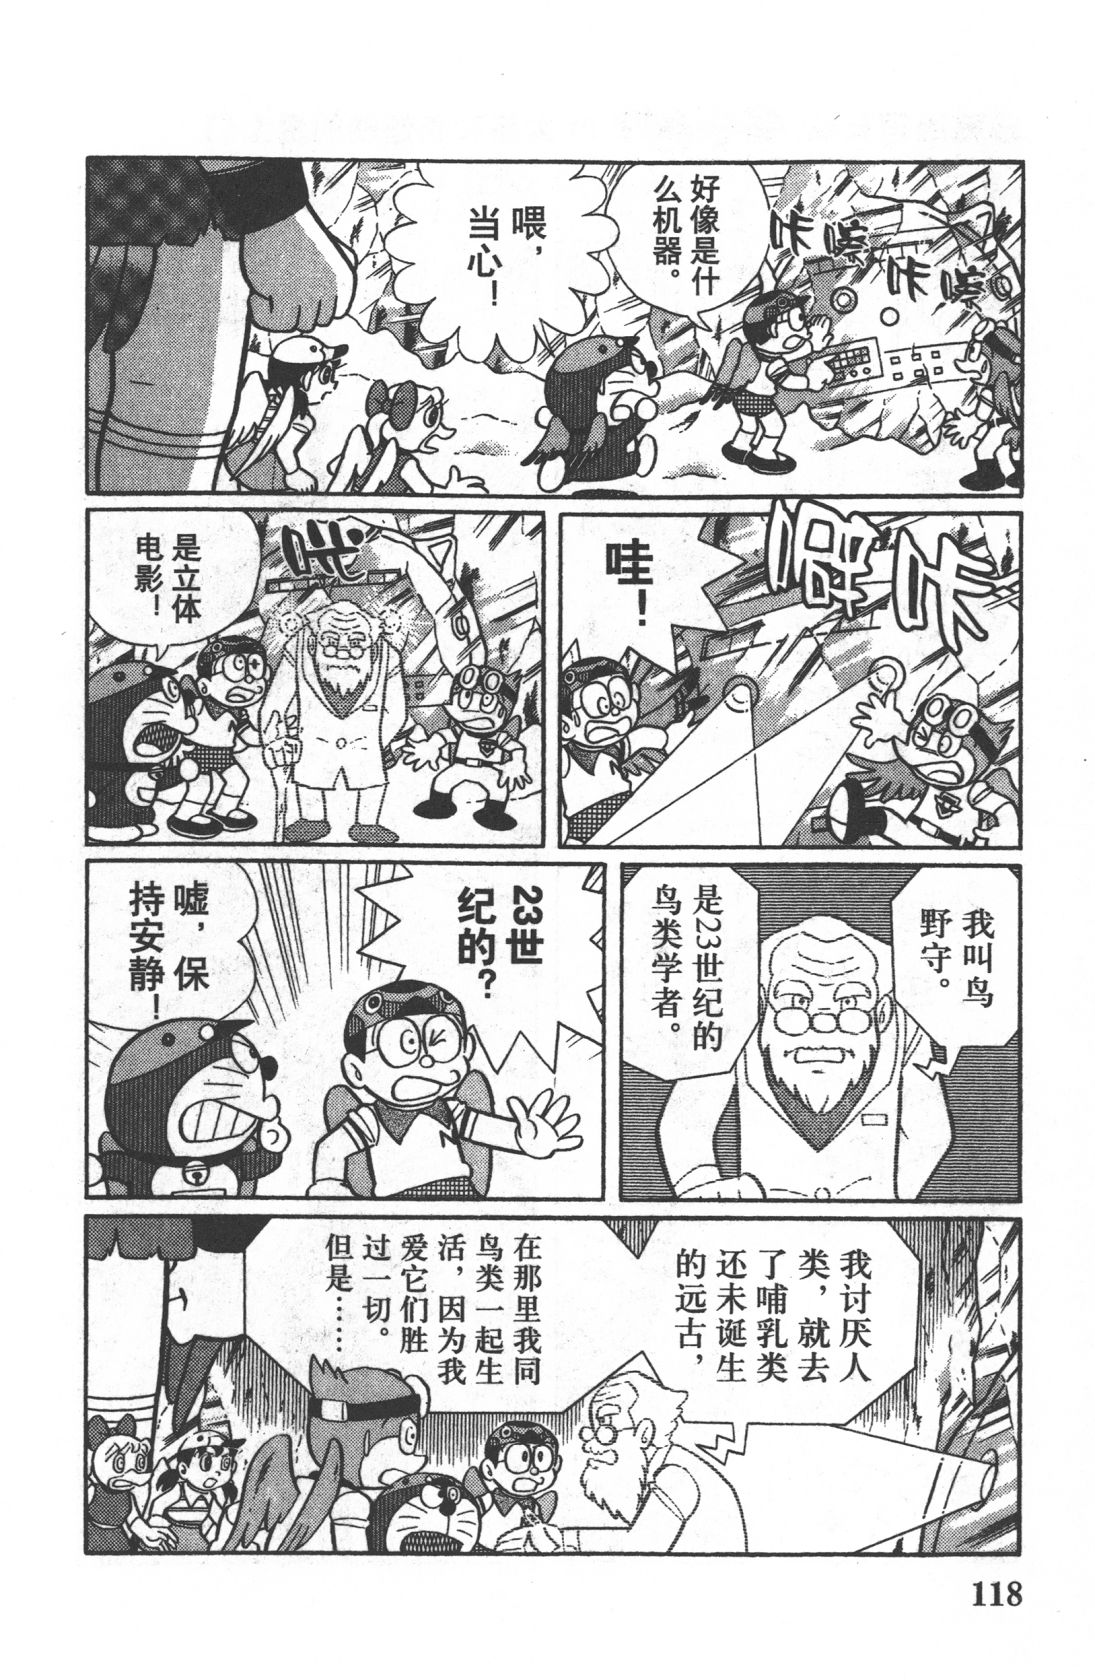 好像是什
么机器。
咔嚓
咔嚓
喂，
当心！
咔嚓
哇！
咣
是立体
电影！
我叫鸟
野守。
是23世纪的
鸟类学者。
23世
纪的？
嘘，保
持安静！
我讨厌人
类，就去
了哺乳类
还未诞生
的远古，
在那里我同
鸟类一起生
活，因为我
爱它们胜
过一切。
但是……
118